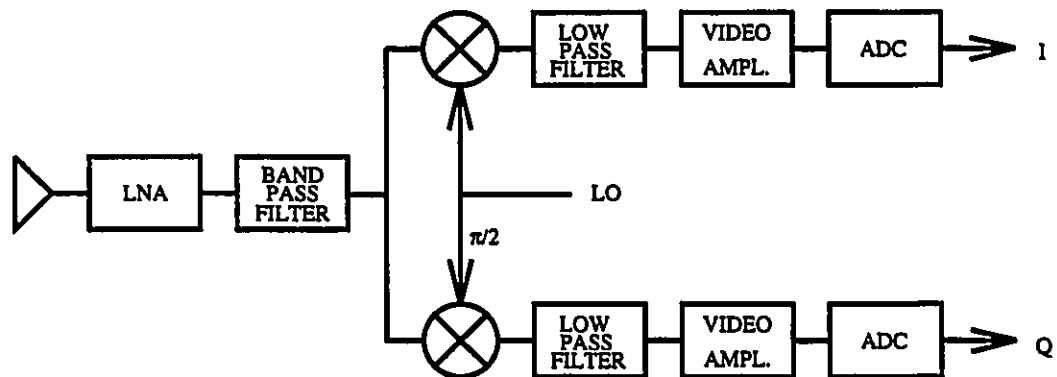 LOW
PASS
FILTER
VIDEO
AMPL.
ADC
I
LNA
BAND
PASS
FILTER
LO
π/2
LOW
PASS
FILTER
VIDEO
AMPL.
ADC
Q